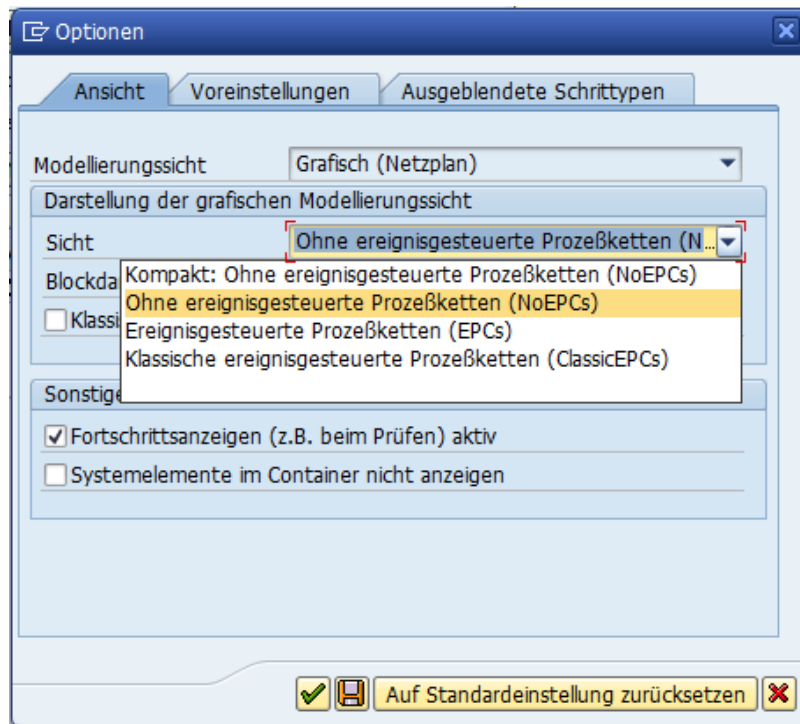 Optionen
Ansicht Voreinstellungen Ausgeblendete Schrittypen
Modellierungssicht Grafisch (Netzplan)
Darstellung der grafischen Modellierungssicht
Sicht Ohne ereignisgesteuerte Prozeßketten (N...
Blockda
Kompakt: Ohne ereignisgesteuerte Prozeßketten (NoEPCs)
Ohne ereignisgesteuerte Prozeßketten (NoEPCs)
Klassi
Ereignisgesteuerte Prozeßketten (EPCs)
Klassische ereignisgesteuerte Prozeßketten (ClassicEPCs)
Sonstige
Fortschrittsanzeigen (z.B. beim Prüfen) aktiv
Systemelemente im Container nicht anzeigen
Auf Standardeinstellung zurücksetzen